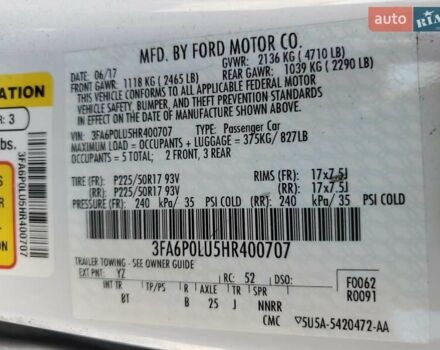 auto RIA
MFD. BY FORD MOTOR CO.
06/17 GVWR: 2136 KG ( 4710 LB)
FRONT GAWR: 1118 KG ( 2465 LB) REAR GAWR: 1039 KG ( 2290 LB)
THIS VEHICLE CONFORMS TO ALL APPLICABLE FEDERAL MOTOR
VEHICLE SAFETY, BUMPER, AND THEFT PREVENTION STANDARDS IN
EFFECT ON THE DATE OF MANUFACTURE SHOWN ABOVE.
VIN: 3FA6P0LU5HR400707 TYPE: Passenger Car
MAXIMUM LOAD = OCCUPANTS + LUGGAGE = 375KG/ 827LB
OCCUPANTS = 5 TOTAL; 2 FRONT, 3 REAR
TIRE (FR): P225/50R17 93V RIMS (FR): 17x7.5J
(RR): P225/50R17 93V (RR): 17x7.5J
PRESSURE (FR): 240 kPa/ 35 PSI COLD (RR): 240 kPa/ 35 PSI COLD
3FA6P0LU5HR400707
TRAILER TOWING - SEE OWNER GUIDE
EXT PNT: YZ RC: 52 DSO: F0062
INT TR TP/PS R AXLE TR SPR R0091
BT B 25 J NNRR
CMC 5U5A-5420472-AA
ATION
R: 3
lbs.
3FA6P0LU5HR400707